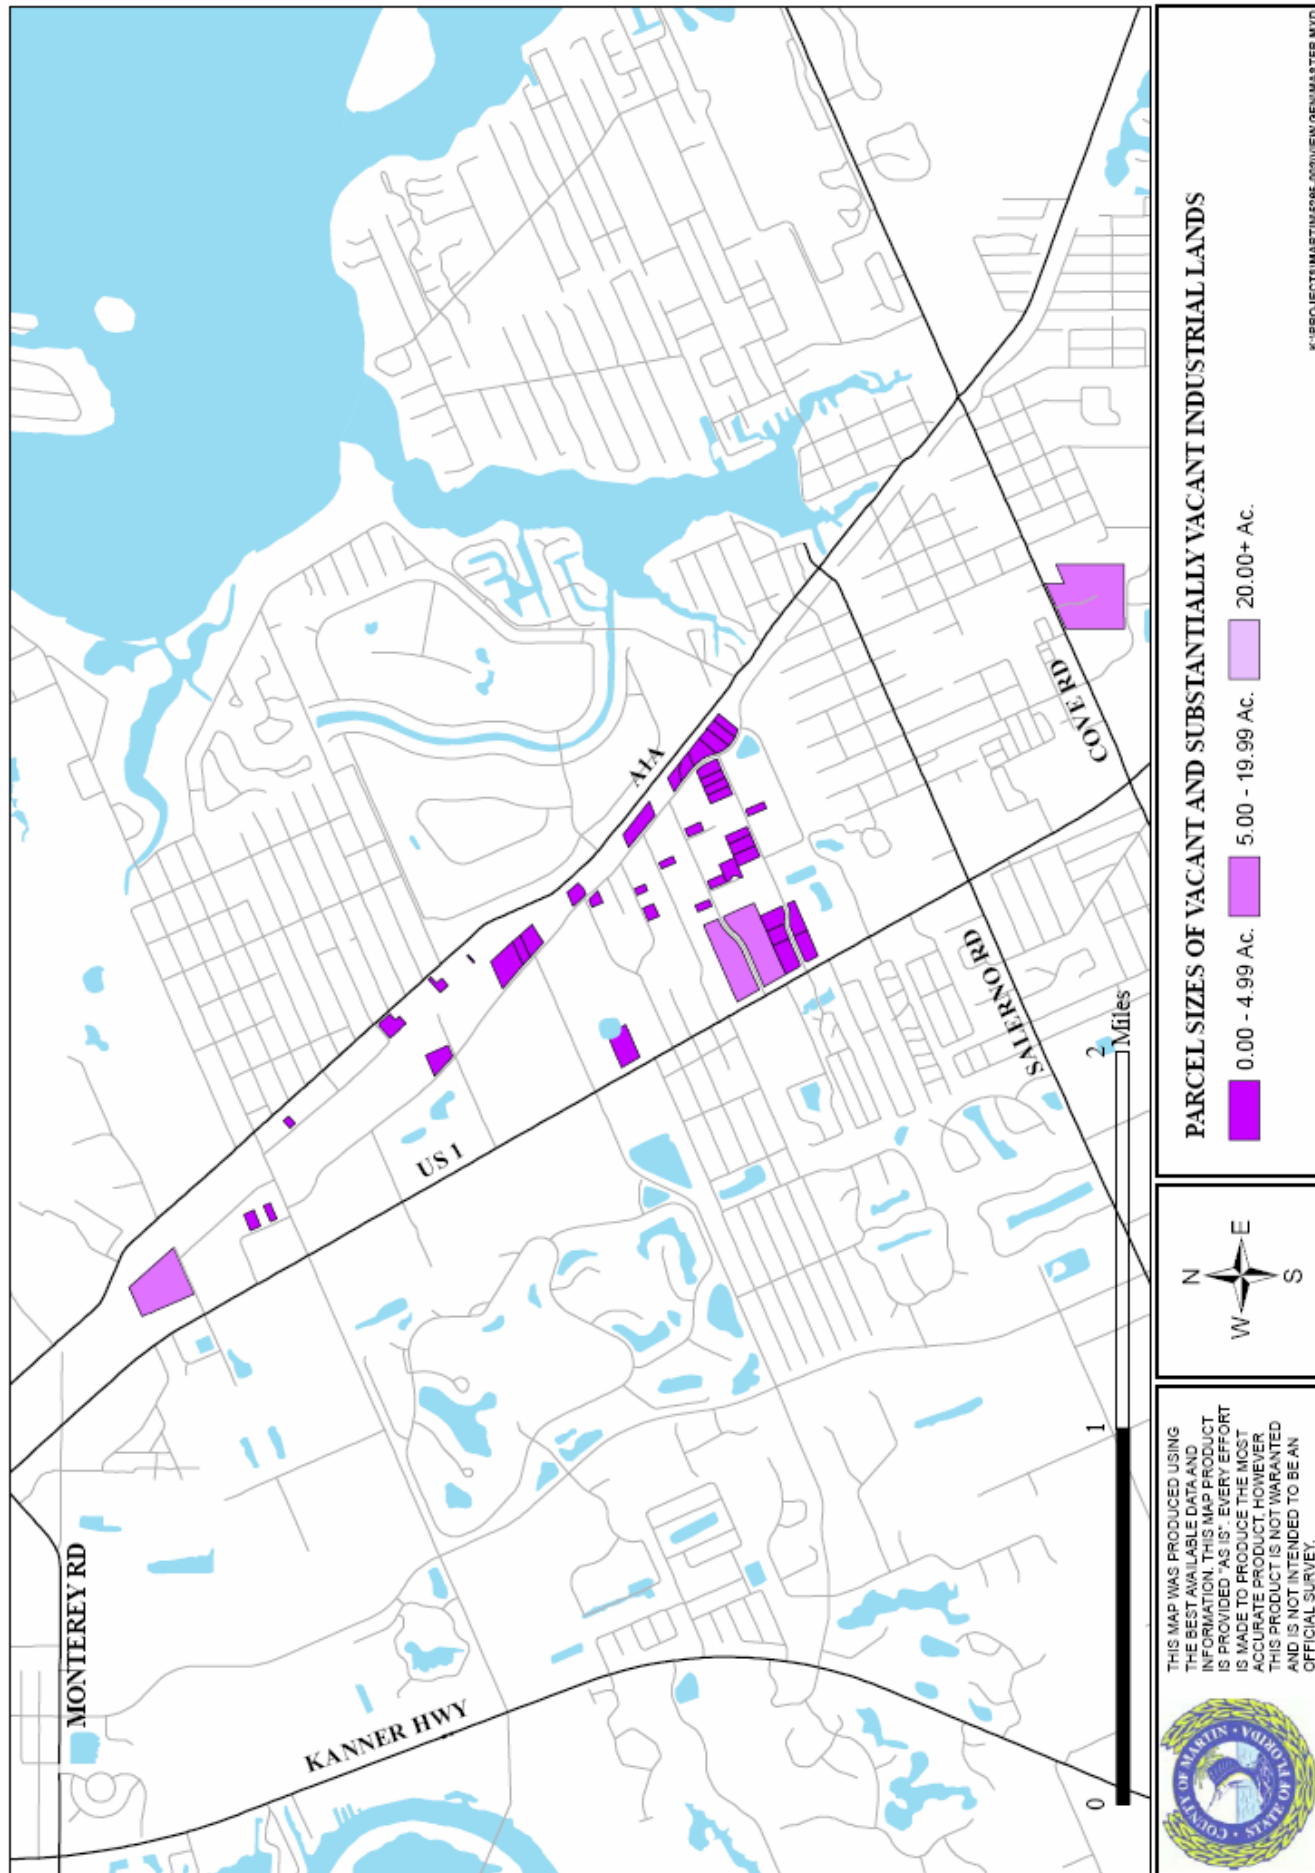 MONTEREY RD
KANNER HWY
US 1
A1A
SALERNO RD
COVE RD
0
1
2
Miles
COUNTY OF MARTIN • STATE OF FLORIDA •
THIS MAP WAS PRODUCED USING
THE BEST AVAILABLE DATA AND
INFORMATION. THIS MAP PRODUCT
IS PROVIDED "AS IS". EVERY EFFORT
IS MADE TO PRODUCE THE MOST
ACCURATE PRODUCT, HOWEVER
THIS PRODUCT IS NOT WARANTED
AND IS NOT INTENDED TO BE AN
OFFICIAL SURVEY.
N
W
E
S
PARCEL SIZES OF VACANT AND SUBSTANTIALLY VACANT INDUSTRIAL LANDS
0.00 - 4.99 Ac.
5.00 - 19.99 Ac.
20.00+ Ac.